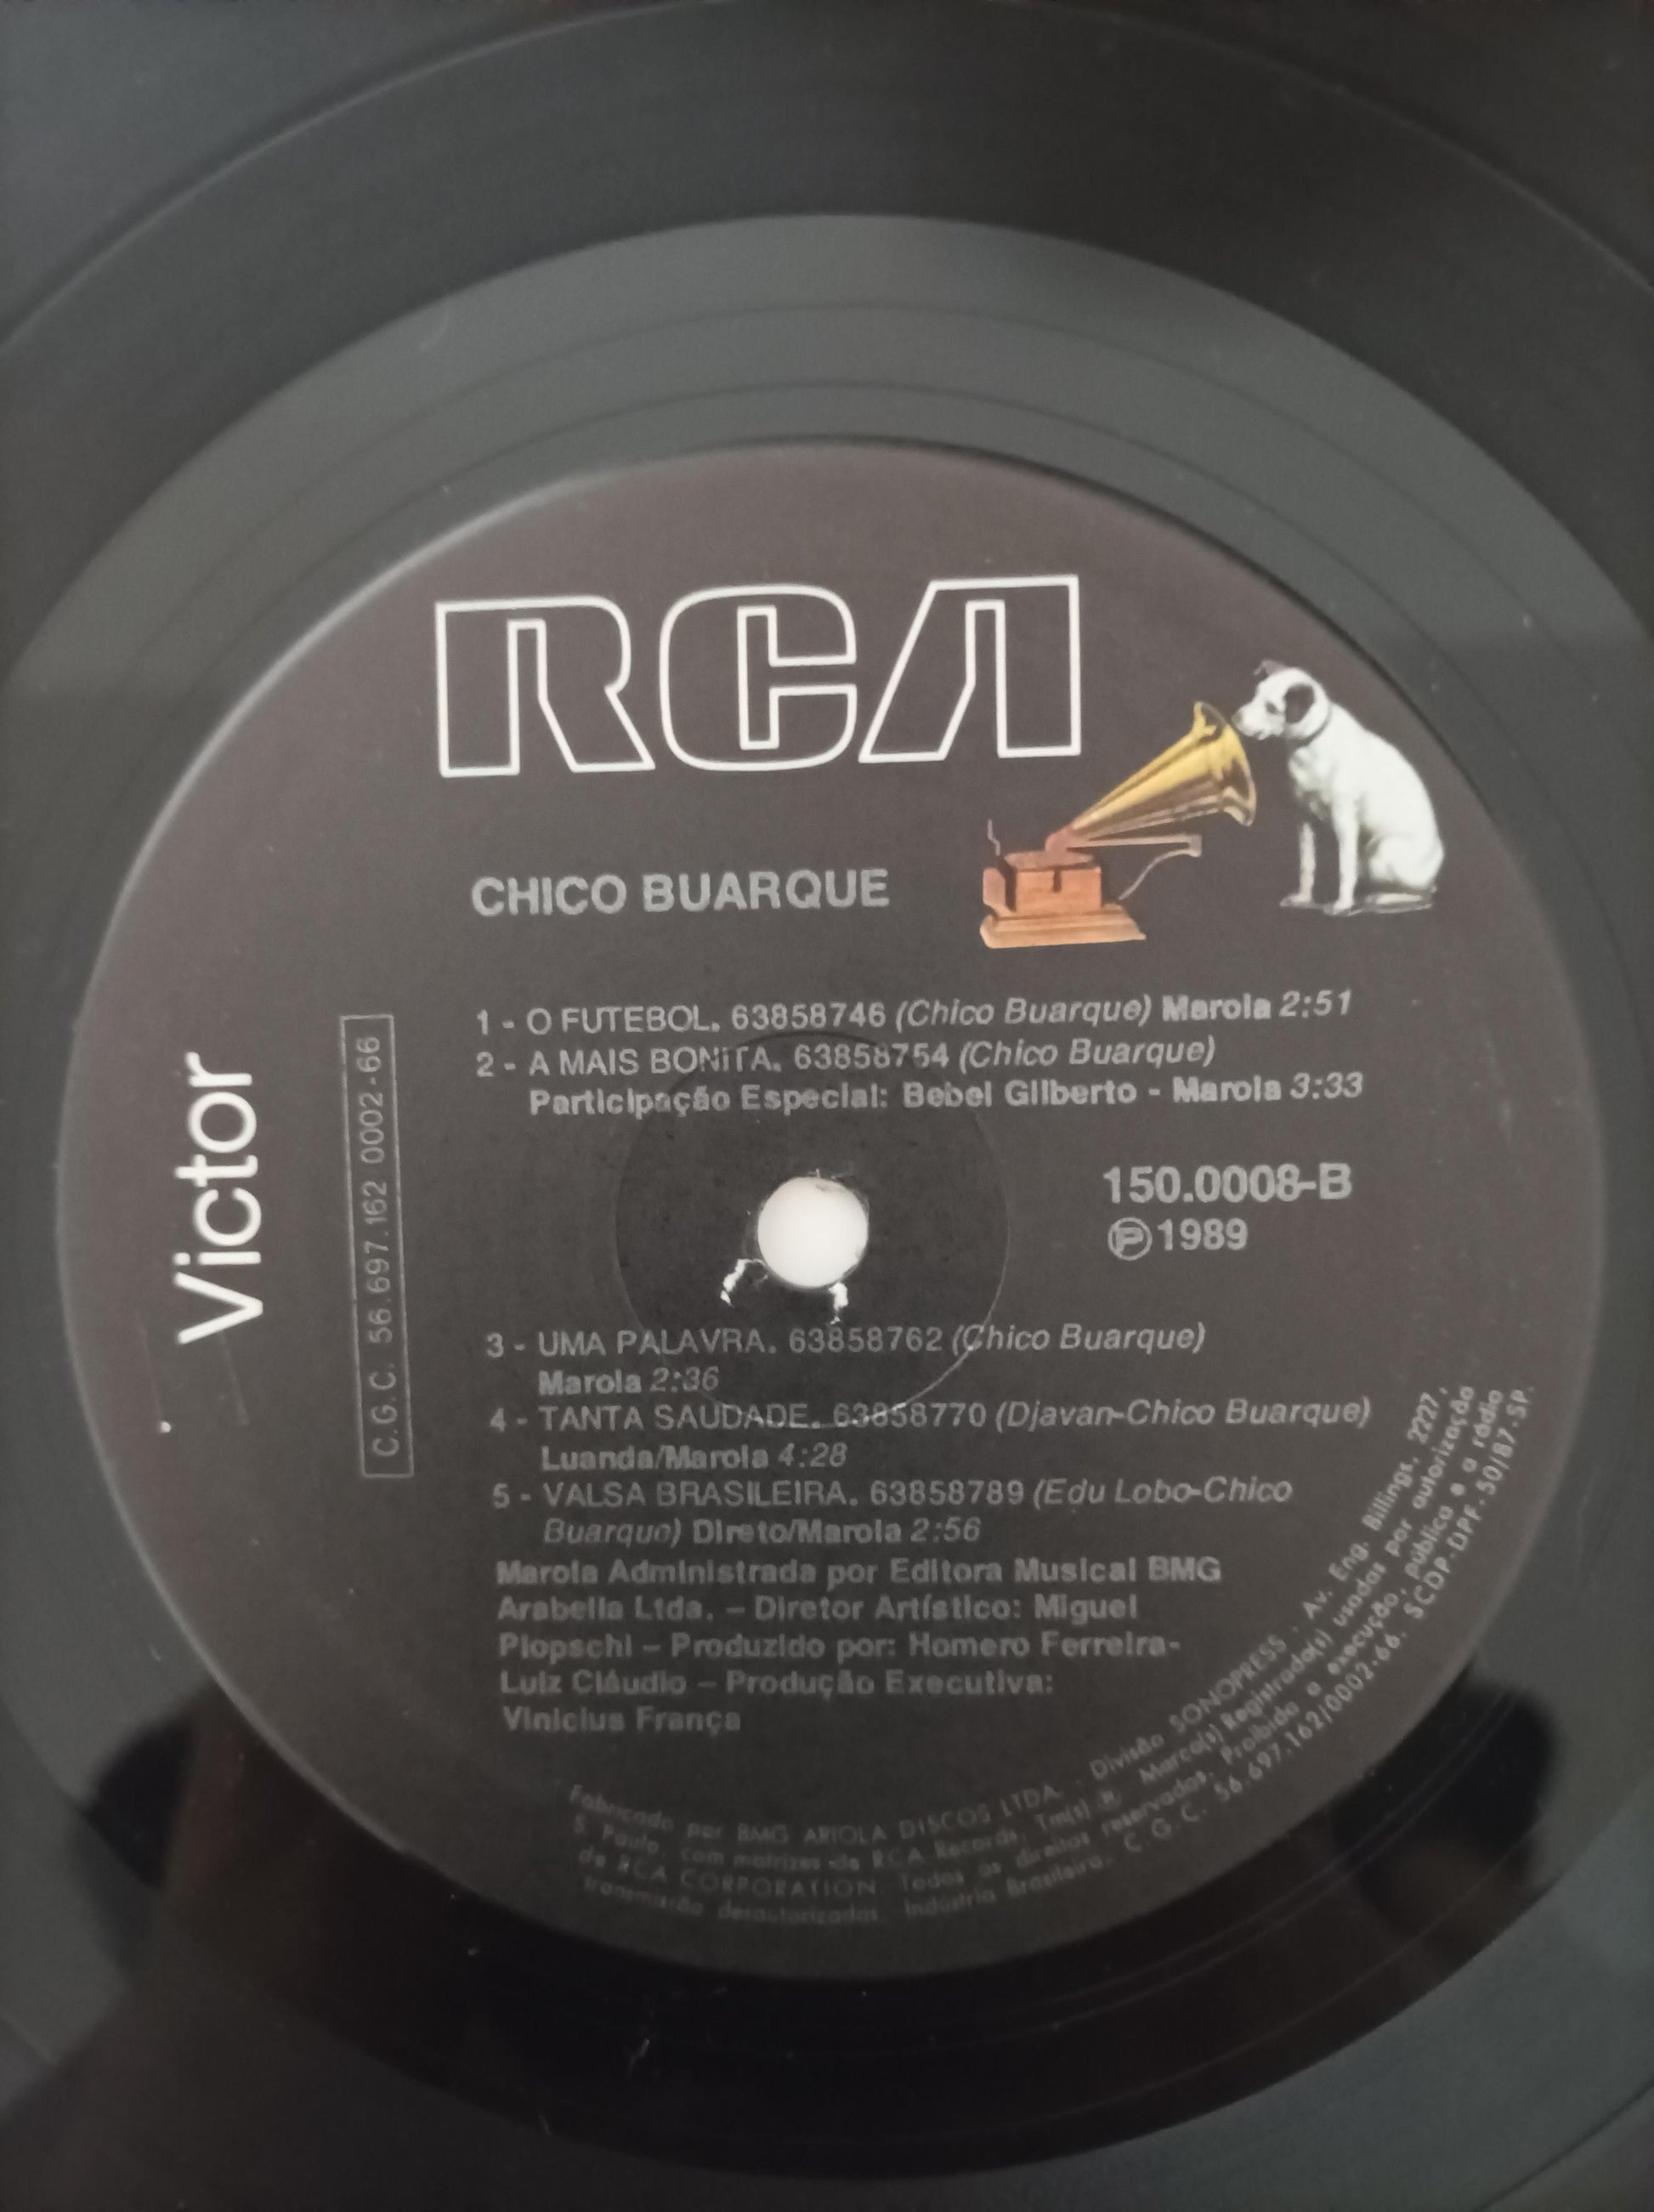 RCA
Victor
C.G.C. 56.697.162 0002-66
CHICO BUARQUE
1 - O FUTEBOL. 63858746 (Chico Buarque) Marola 2:51
2 - A MAIS BONITA. 63858754 (Chico Buarque)
Participação Especial: Bebel Gilberto - Marola 3:33
150.0008-B
℗1989
3 - UMA PALAVRA. 63858762 (Chico Buarque)
Marola 2:36
4 - TANTA SAUDADE. 63858770 (Djavan-Chico Buarque)
Luanda/Marola 4:28
5 - VALSA BRASILEIRA. 63858789 (Edu Lobo-Chico
Buarque) Direto/Marola 2:56
Marola Administrada por Editora Musical BMG
Arabella Ltda. – Diretor Artístico: Miguel
Plopschi – Produzido por: Homero Ferreira-
Luiz Cláudio – Produção Executiva:
Vinicius França
Fabricado por BMG ARIOLA DISCOS LTDA. - Divisão SONOPRESS - Av. Eng. Billings, 2227,
S. Paulo, com matrizes de RCA Records, Tm(s) ® Marca(s) Registrada(s) usadas por autorização
de RCA CORPORATION. Todos os direitos reservados. Proibida a execução, pública e a rádio
transmissão desautorizadas. Indústria Brasileira. C.G.C. 56.697.162/0002-66. SCDP-DPF-50/87-SP.